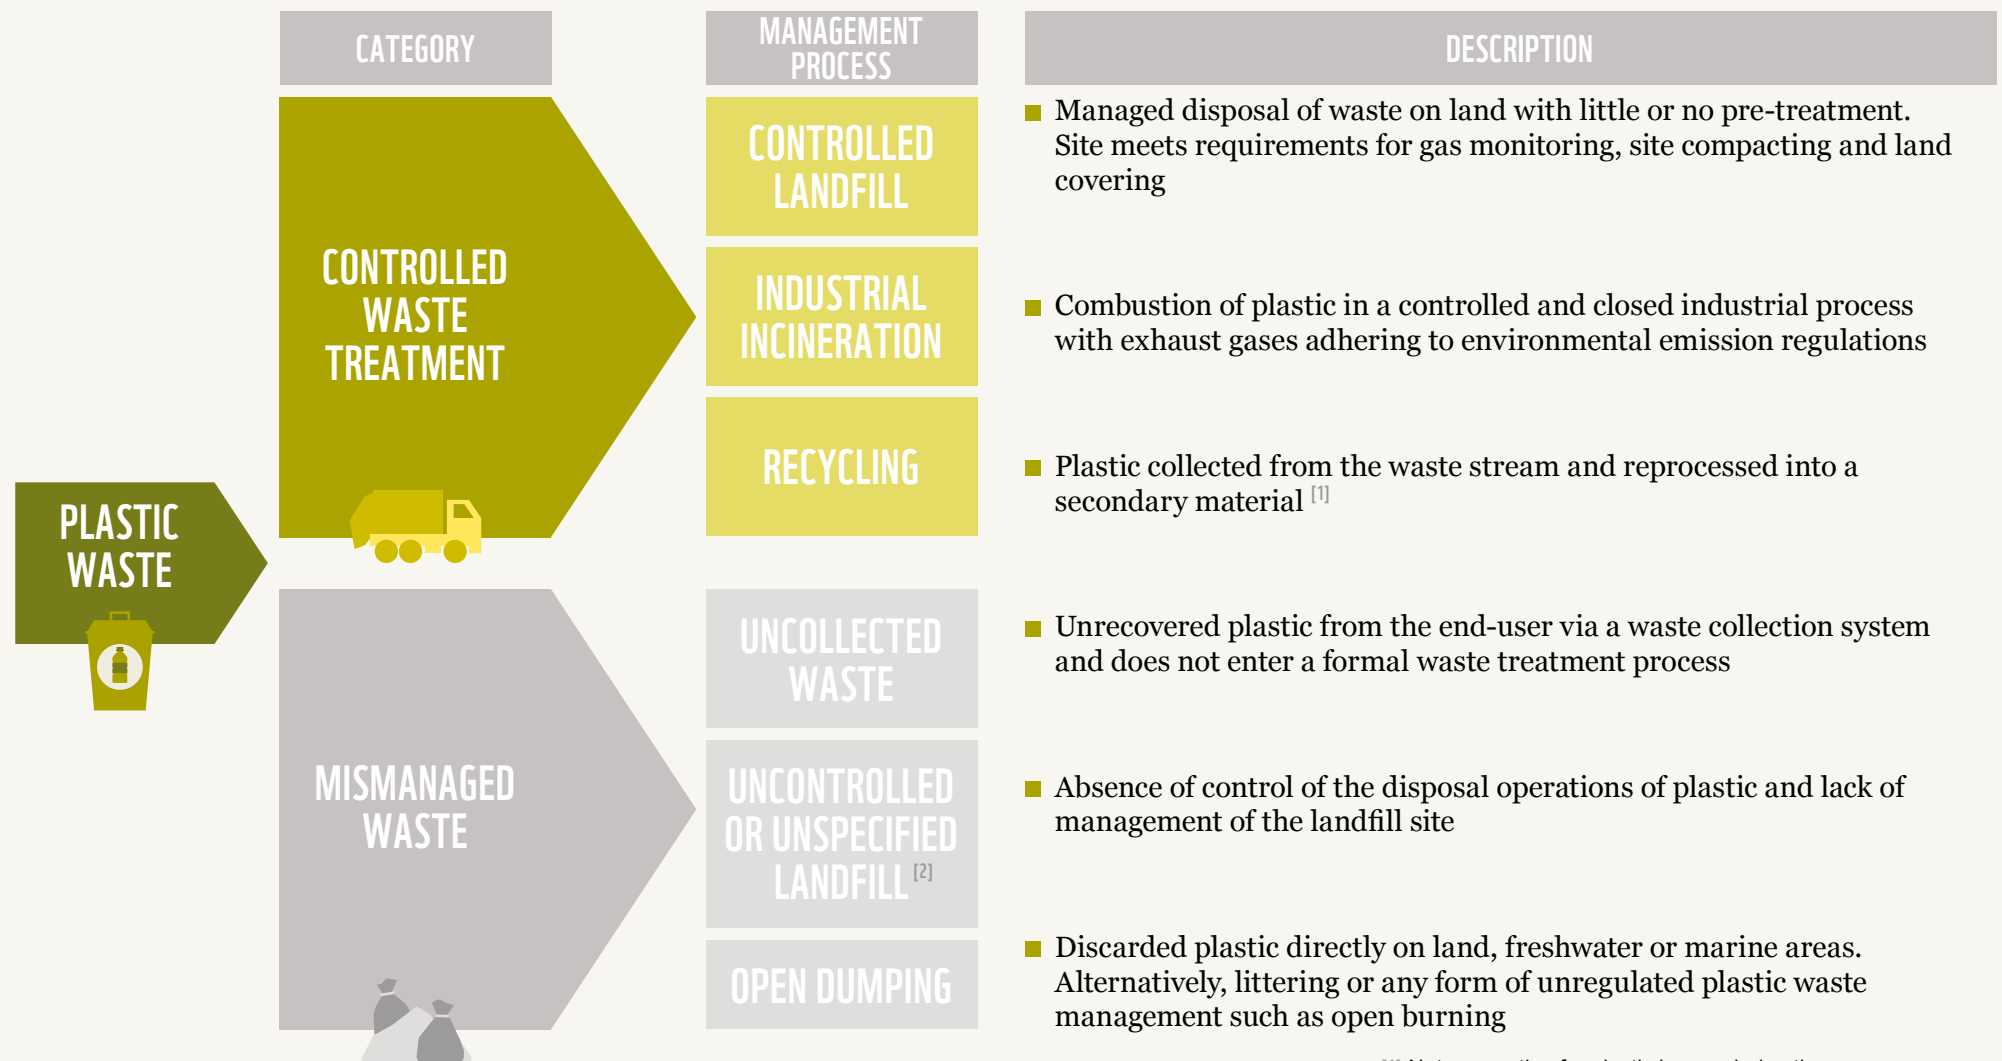 CATEGORY
MANAGEMENT
PROCESS
DESCRIPTION
PLASTIC
WASTE
CONTROLLED
WASTE
TREATMENT
CONTROLLED
LANDFILL
■ Managed disposal of waste on land with little or no pre-treatment.
Site meets requirements for gas monitoring, site compacting and land
covering
INDUSTRIAL
INCINERATION
■ Combustion of plastic in a controlled and closed industrial process
with exhaust gases adhering to environmental emission regulations
RECYCLING
■ Plastic collected from the waste stream and reprocessed into a
secondary material [1]
MISMANAGED
WASTE
UNCOLLECTED
WASTE
■ Unrecovered plastic from the end-user via a waste collection system
and does not enter a formal waste treatment process
UNCONTROLLED
OR UNSPECIFIED
LANDFILL [2]
■ Absence of control of the disposal operations of plastic and lack of
management of the landfill site
OPEN DUMPING
■ Discarded plastic directly on land, freshwater or marine areas.
Alternatively, littering or any form of unregulated plastic waste
management such as open burning